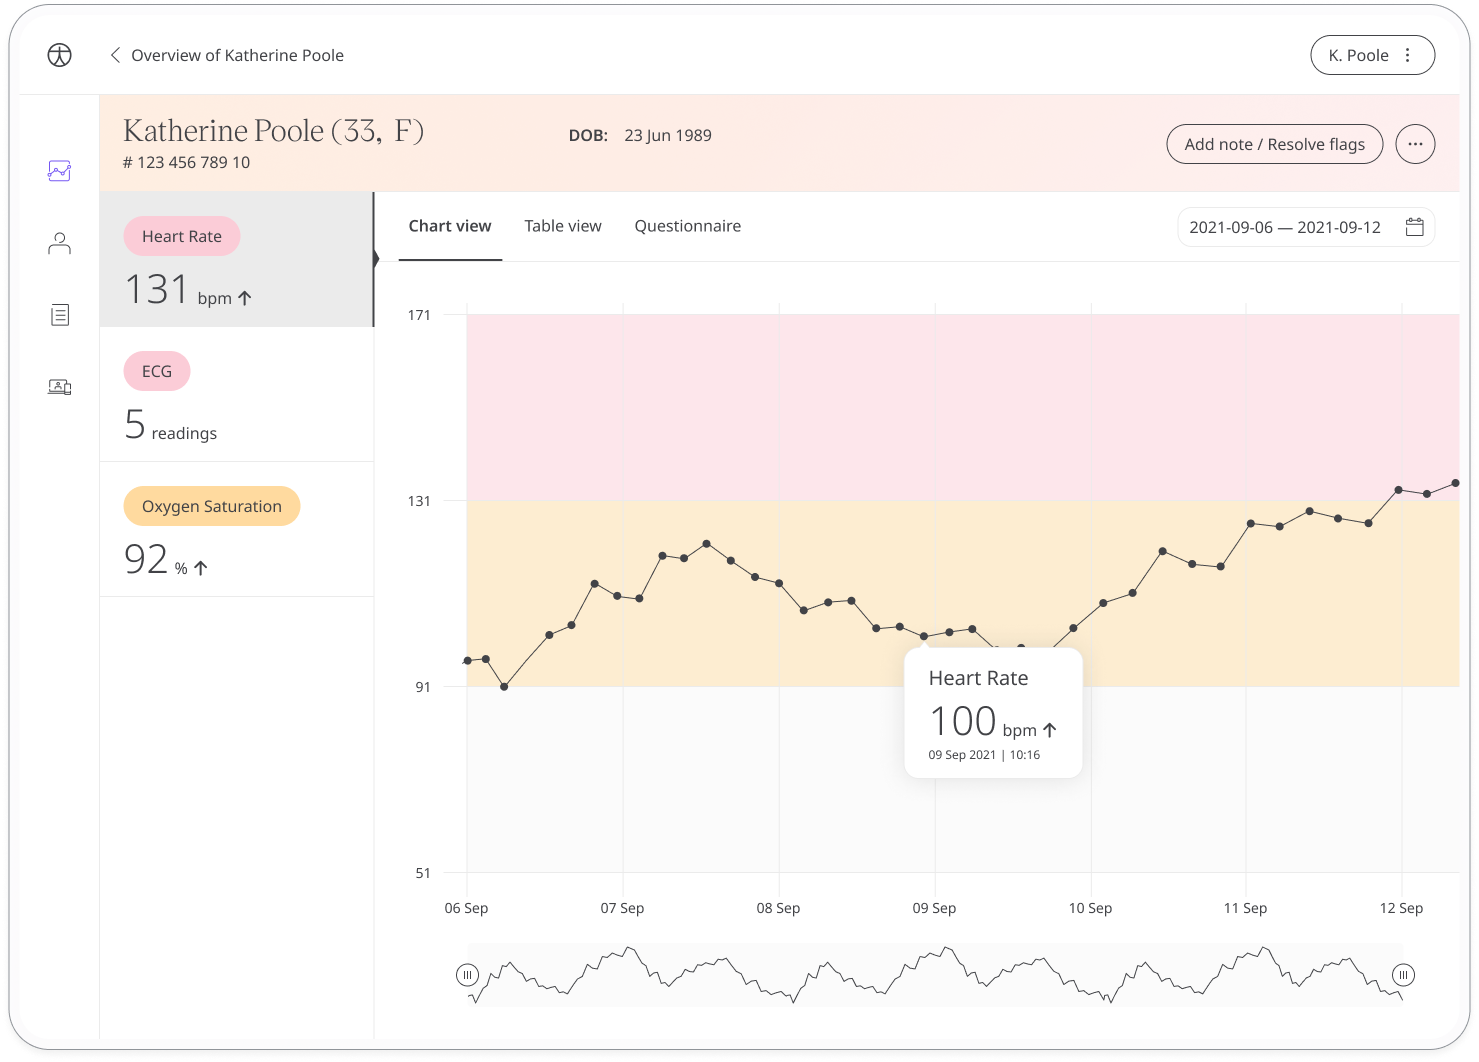 Overview of Katherine Poole
K. Poole
Katherine Poole (33, F)
# 123 456 789 10
DOB: 23 Jun 1989
Add note / Resolve flags
Heart Rate
131 bpm ↑
ECG
5 readings
Oxygen Saturation
92 % ↑
Chart view Table view Questionnaire
2021-09-06 — 2021-09-12
171
131
91
51
Heart Rate
100 bpm ↑
09 Sep 2021 | 10:16
06 Sep 07 Sep 08 Sep 09 Sep 10 Sep 11 Sep 12 Sep